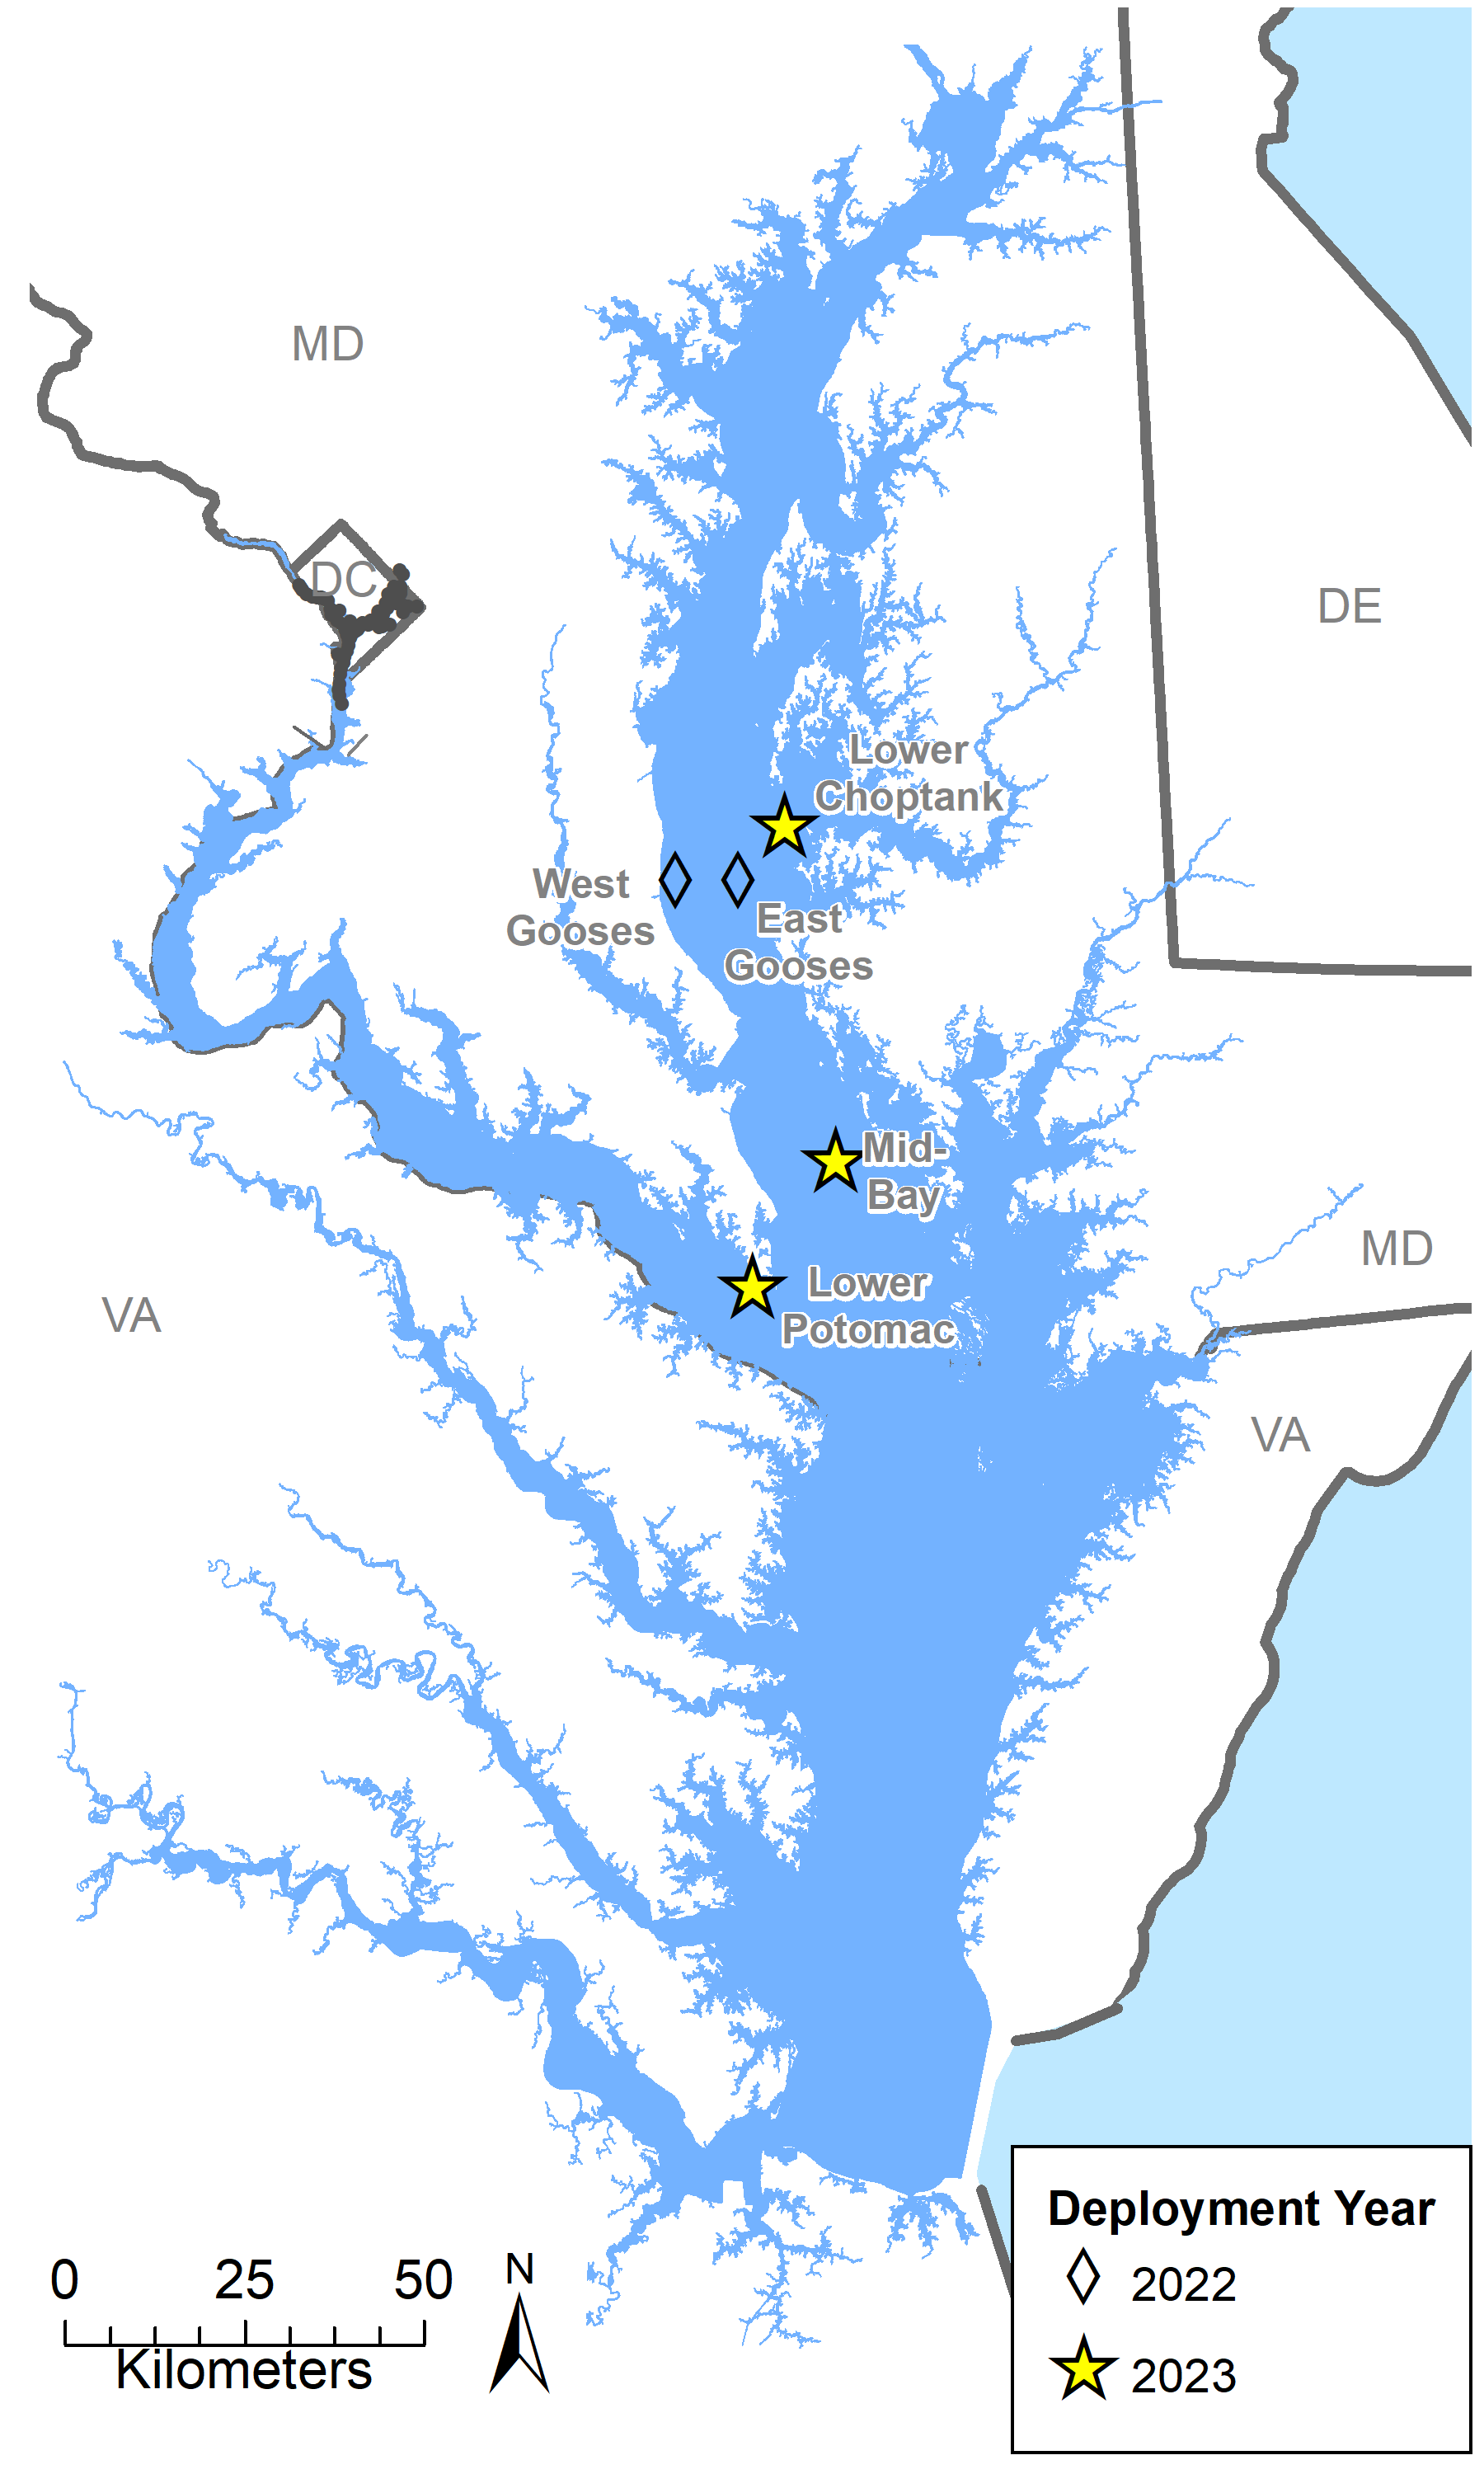 MD
DC
DE
Lower
Choptank
West
Gooses
East
Gooses
Mid-
Bay
MD
Lower
Potomac
VA
VA
Deployment Year
2022
2023
0 25 50
Kilometers
N